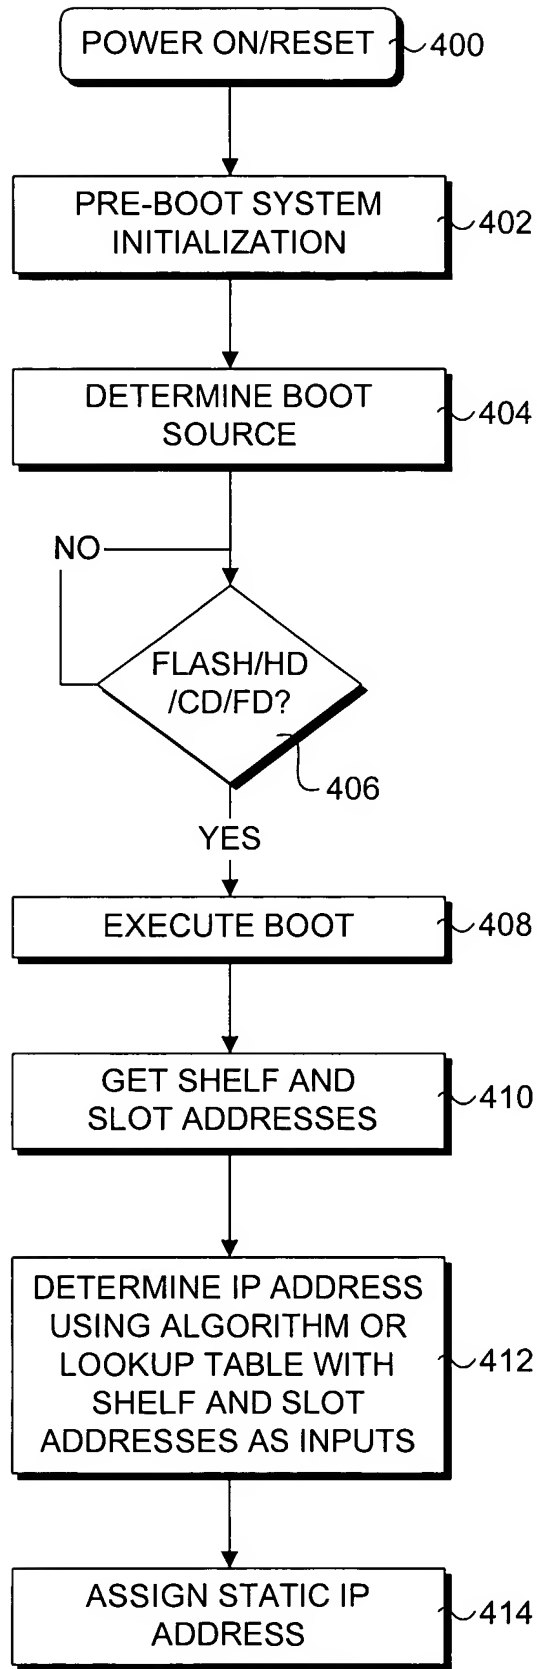 POWER ON/RESET 400
PRE-BOOT SYSTEM
INITIALIZATION
402
DETERMINE BOOT
SOURCE
404
NO
FLASH/HD
/CD/FD?
406
YES
EXECUTE BOOT 408
GET SHELF AND
SLOT ADDRESSES
410
DETERMINE IP ADDRESS
USING ALGORITHM OR
LOOKUP TABLE WITH
SHELF AND SLOT
ADDRESSES AS INPUTS
412
ASSIGN STATIC IP
ADDRESS
414